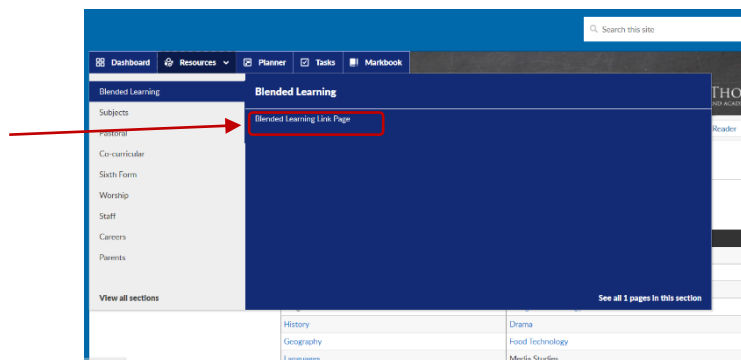 Search this site
Dashboard Resources Planner Tasks Markbook
Blended Learning
Blended Learning
Subjects
Blended Learning Link Page
Pastoral
Reader
Co-curricular
Sixth Form
Worship
Staff
Careers
Parents
View all sections
See all 1 pages in this section
History Drama
Geography Food Technology
Languages Media Studies